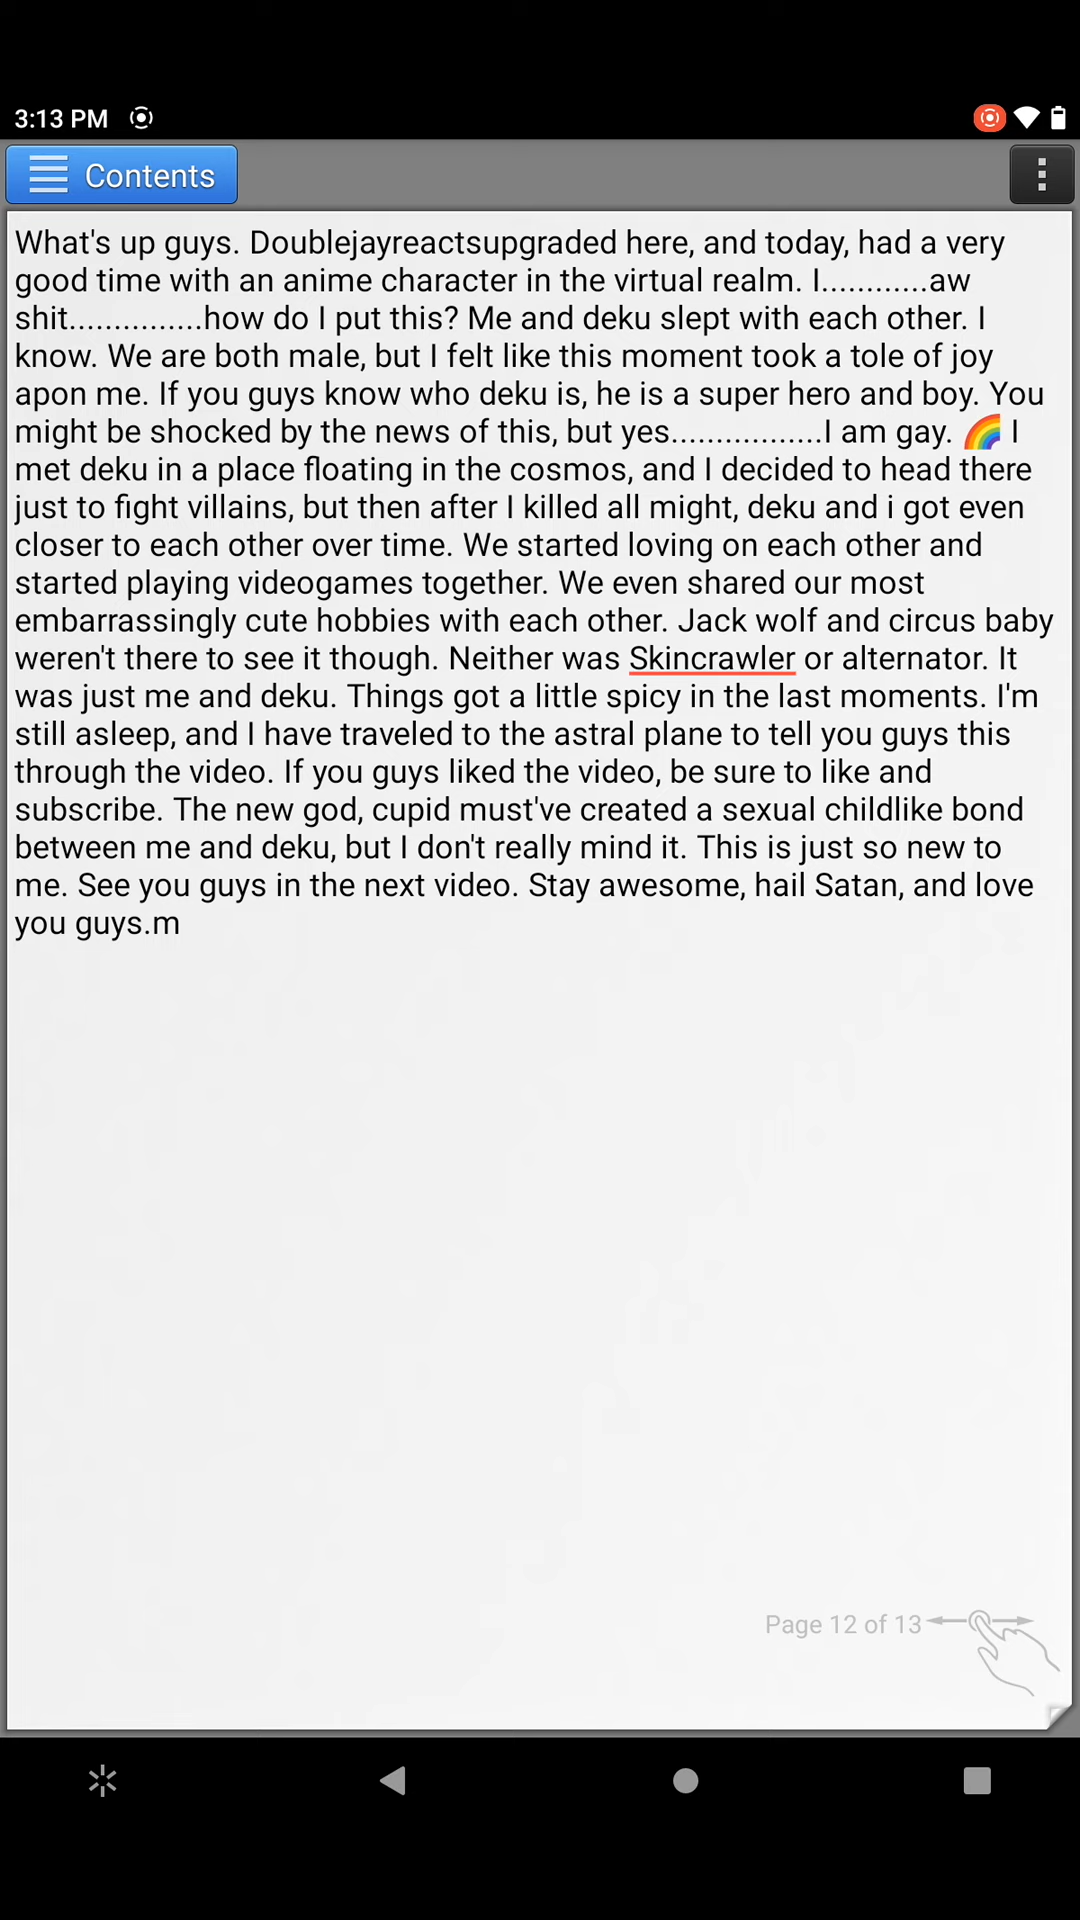 3:13 PM
Contents
What's up guys. Doublejayreactsupgraded here, and today, had a very
good time with an anime character in the virtual realm. I............aw
shit...............how do I put this? Me and deku slept with each other. I
know. We are both male, but I felt like this moment took a tole of joy
apon me. If you guys know who deku is, he is a super hero and boy. You
might be shocked by the news of this, but yes.................I am gay. 🌈 I
met deku in a place floating in the cosmos, and I decided to head there
just to fight villains, but then after I killed all might, deku and i got even
closer to each other over time. We started loving on each other and
started playing videogames together. We even shared our most
embarrassingly cute hobbies with each other. Jack wolf and circus baby
weren't there to see it though. Neither was Skincrawler or alternator. It
was just me and deku. Things got a little spicy in the last moments. I'm
still asleep, and I have traveled to the astral plane to tell you guys this
through the video. If you guys liked the video, be sure to like and
subscribe. The new god, cupid must've created a sexual childlike bond
between me and deku, but I don't really mind it. This is just so new to
me. See you guys in the next video. Stay awesome, hail Satan, and love
you guys.m
Page 12 of 13